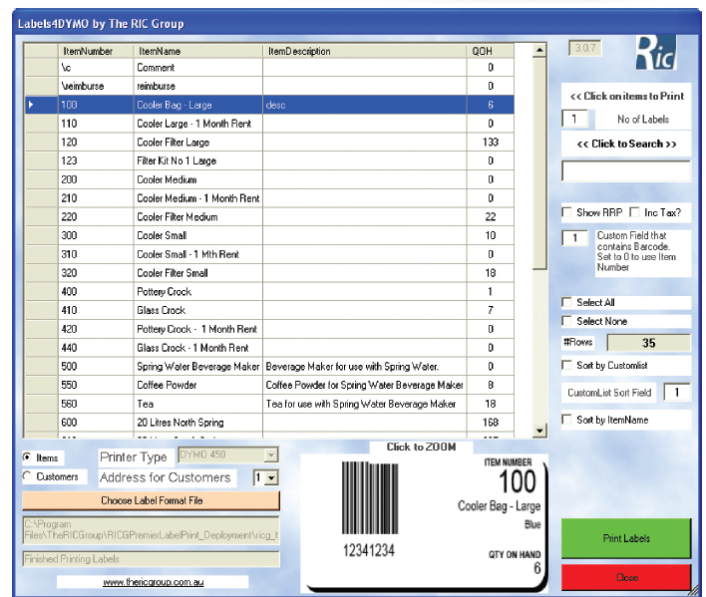 Labels4DYMO by The RIC Group
ItemNumber ItemName ItemDescription QOH
\c Comment 0
\reimburse reimburse 0
100 Cooler Bag - Large desc 6
110 Cooler Large - 1 Month Rent 0
120 Cooler Filter Large 133
123 Filter Kit No 1 Large 0
200 Cooler Medium 0
210 Cooler Medium - 1 Month Rent 0
220 Cooler Filter Medium 22
300 Cooler Small 10
310 Cooler Small - 1 Mth Rent 0
320 Cooler Filter Small 18
400 Pottery Crock 1
410 Glass Crock 7
420 Pottery Crock - 1 Month Rent 0
440 Glass Crock - 1 Month Rent 0
500 Spring Water Beverage Maker Beverage Maker for use with Spring Water. 0
550 Coffee Powder Coffee Powder for Spring Water Beverage Maker 8
560 Tea Tea for use with Spring Water Beverage Maker 18
600 20 Litres North Spring 168
3.0.7
Ric
<< Click on items to Print
1 No of Labels
<< Click to Search >>
Show RRP Inc Tax?
1 Custom Field that
contains Barcode.
Set to 0 to use Item
Number
Select All
Select None
#Rows 35
Sort by Customlist
CustomList Sort Field 1
Sort by ItemName
Print Labels
Close
Items Printer Type DYMO 450
Customers Address for Customers 1
Choose Label Format File
C:\Program
Files\TheRICGroup\RICGPremierLabelPrint_Deployment\ricg_l
Finished Printing Labels
www.thericgroup.com.au
Click to ZOOM
ITEM NUMBER
100
Cooler Bag - Large
Blue
12341234
QTY ON HAND
6